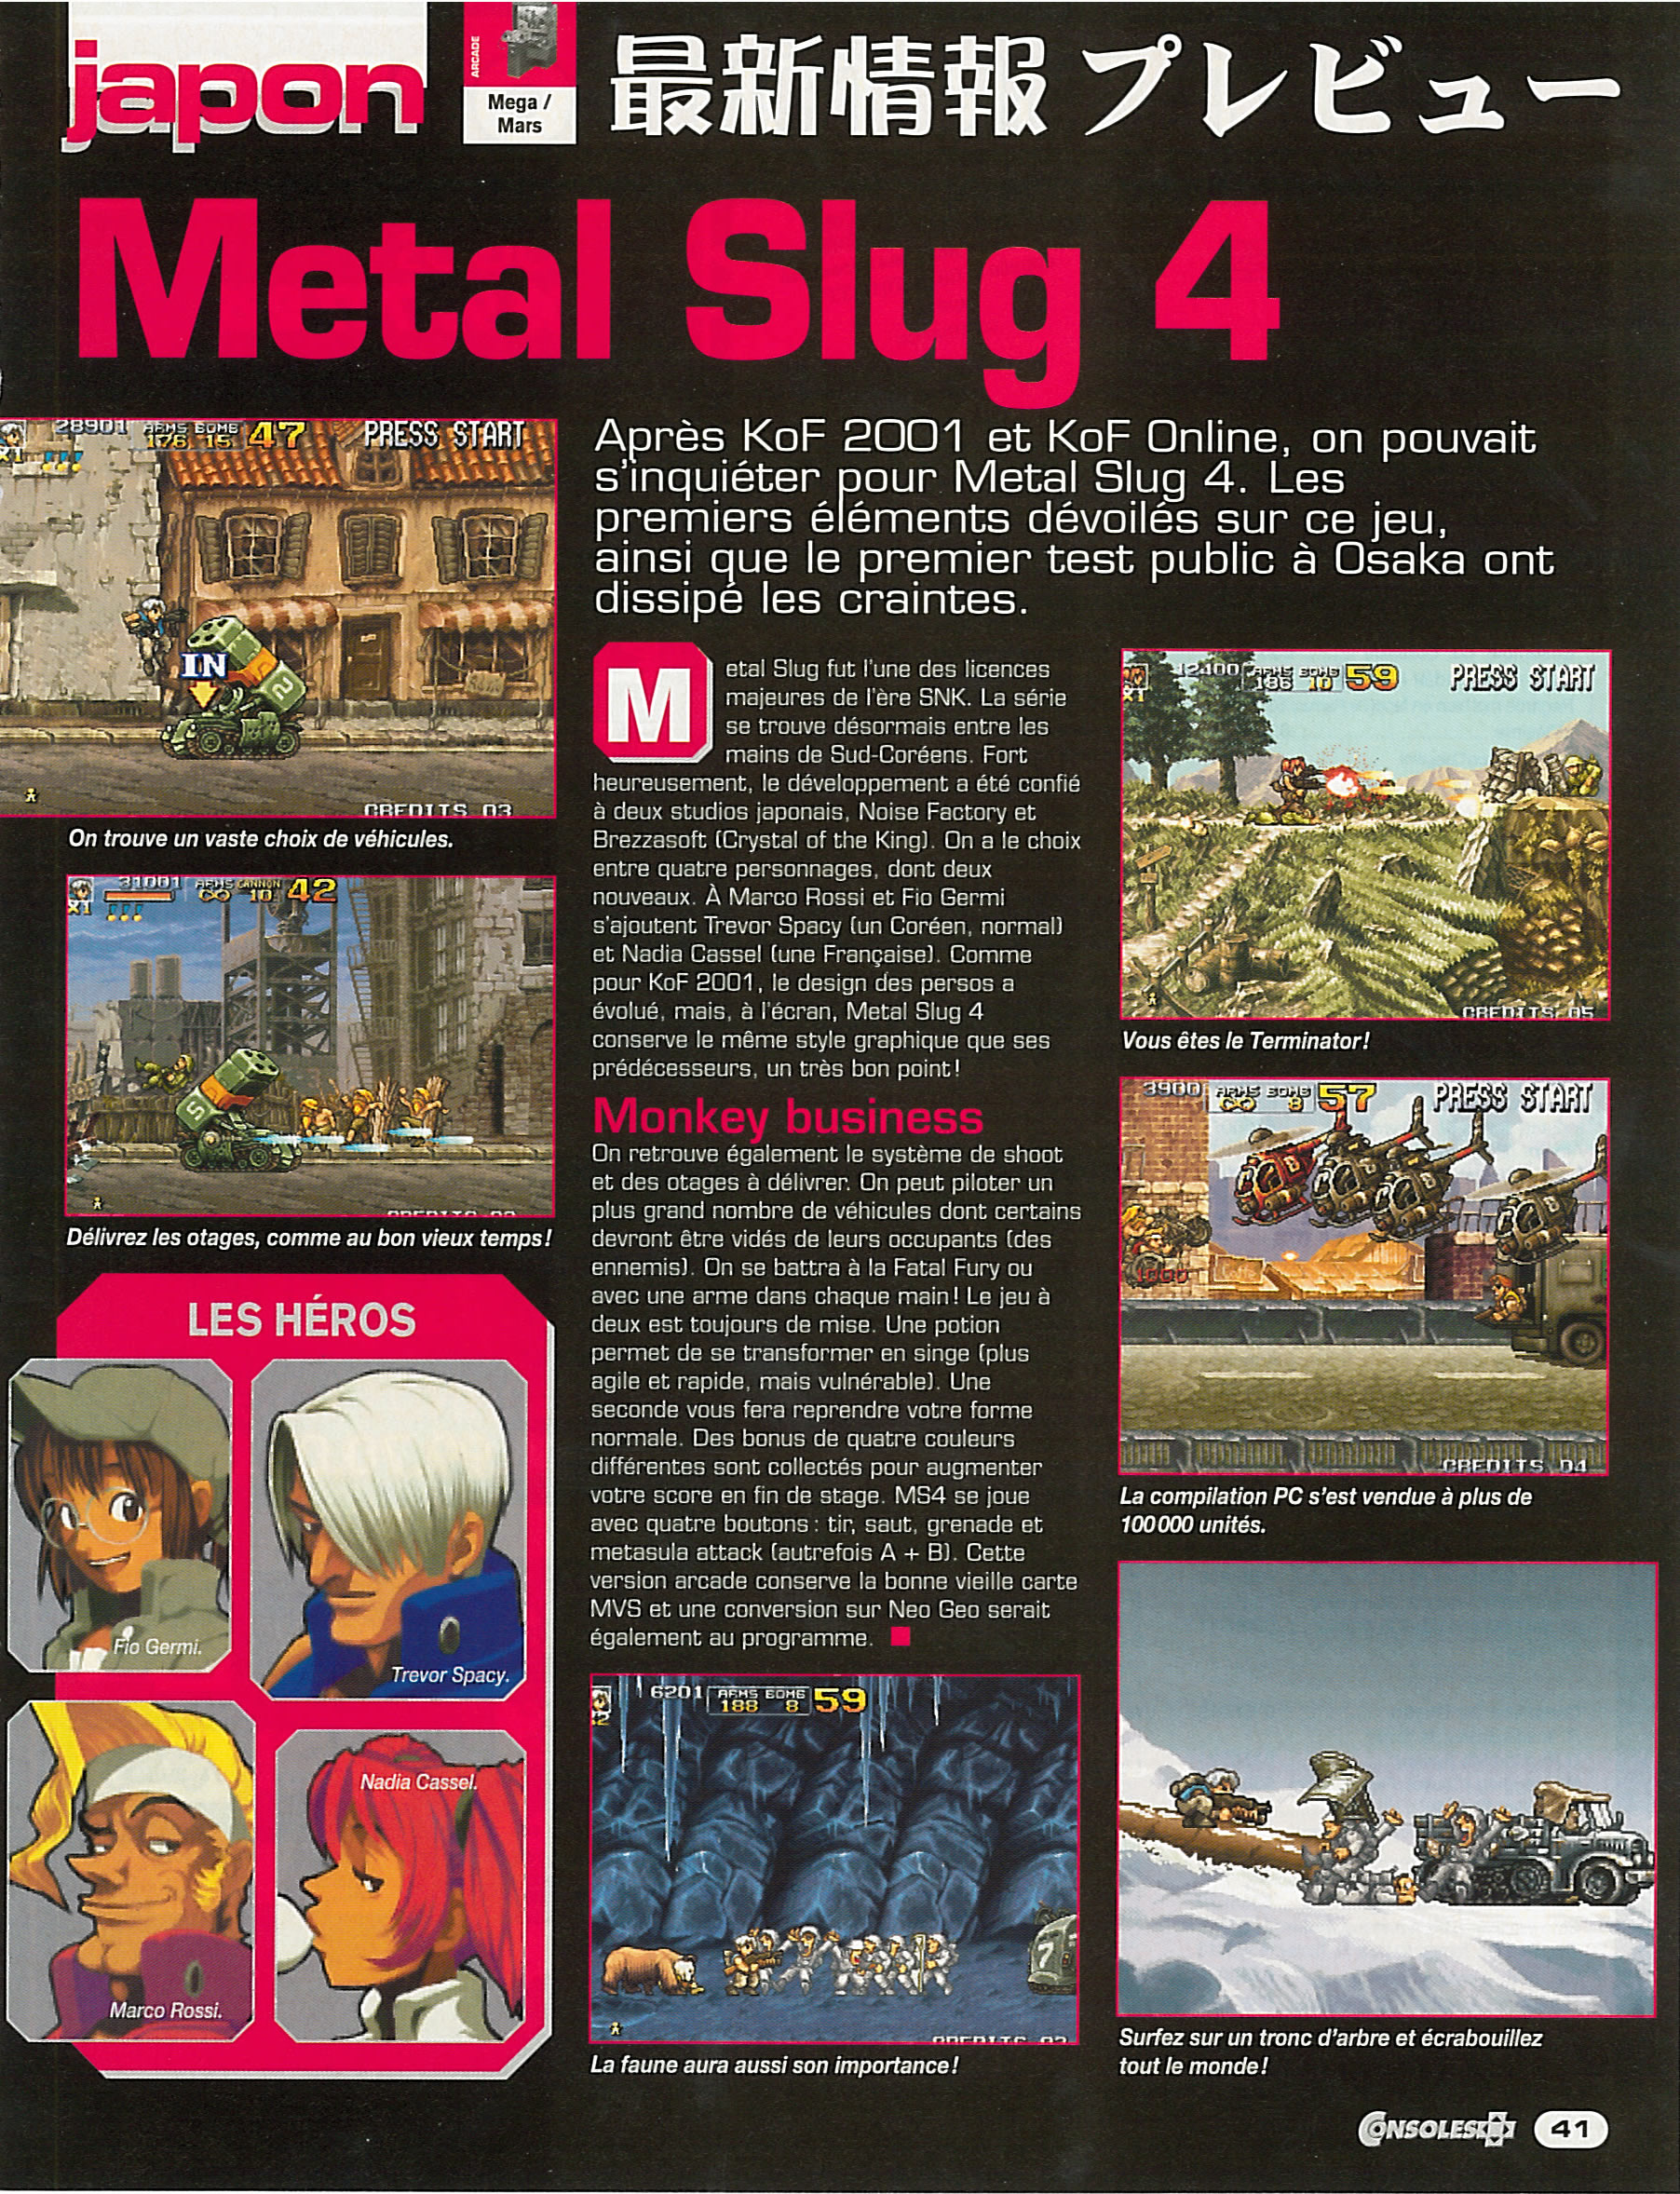 japon
ARCADE
Mega /
Mars
最新情報 プレビュー
Metal Slug 4
Après KoF 2001 et KoF Online, on pouvait
s'inquiéter pour Metal Slug 4. Les
premiers éléments dévoilés sur ce jeu,
ainsi que le premier test public à Osaka ont
dissipé les craintes.
28901 ARMS BOMB 47 PRESS START
X1 176 15
IN
2
CREDITS 03
On trouve un vaste choix de véhicules.
31001 ARMS CANNON 42
X1 ∞ 10
5
Délivrez les otages, comme au bon vieux temps !
LES HÉROS
Fio Germi.
Trevor Spacy.
Nadia Cassel.
Marco Rossi.
Metal Slug fut l'une des licences
majeures de l'ère SNK. La série
se trouve désormais entre les
mains de Sud-Coréens. Fort
heureusement, le développement a été confié
à deux studios japonais, Noise Factory et
Brezzasoft (Crystal of the King). On a le choix
entre quatre personnages, dont deux
nouveaux. À Marco Rossi et Fio Germi
s'ajoutent Trevor Spacy (un Coréen, normal)
et Nadia Cassel (une Française). Comme
pour KoF 2001, le design des persos a
évolué, mais, à l'écran, Metal Slug 4
conserve le même style graphique que ses
prédécesseurs, un très bon point !
Monkey business
On retrouve également le système de shoot
et des otages à délivrer. On peut piloter un
plus grand nombre de véhicules dont certains
devront être vidés de leurs occupants (des
ennemis). On se battra à la Fatal Fury ou
avec une arme dans chaque main ! Le jeu à
deux est toujours de mise. Une potion
permet de se transformer en singe (plus
agile et rapide, mais vulnérable). Une
seconde vous fera reprendre votre forme
normale. Des bonus de quatre couleurs
différentes sont collectés pour augmenter
votre score en fin de stage. MS4 se joue
avec quatre boutons : tir, saut, grenade et
metasula attack (autrefois A + B). Cette
version arcade conserve la bonne vieille carte
MVS et une conversion sur Neo Geo serait
également au programme.
6201 ARMS BOMB 59
188 8
7
La faune aura aussi son importance !
12400 ARMS BOMB 59 PRESS START
X1 186 10
CREDITS 05
Vous êtes le Terminator !
3900 ARMS BOMB 57 PRESS START
∞ 8
1000
CREDITS 04
La compilation PC s'est vendue à plus de
100 000 unités.
Surfez sur un tronc d'arbre et écrabouillez
tout le monde !
CONSOLES+ 41